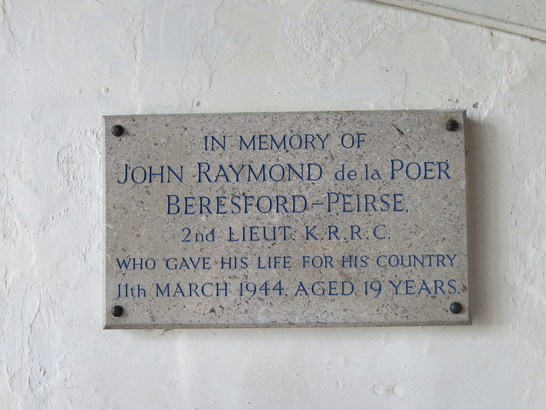 IN MEMORY OF
JOHN RAYMOND de la POER
BERESFORD-PEIRSE.
2nd LIEUT. K.R.R.C.
WHO GAVE HIS LIFE FOR HIS COUNTRY
11th MARCH 1944. AGED 19 YEARS.